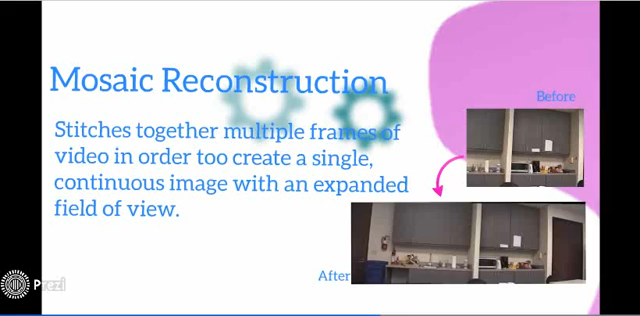 Mosaic Reconstruction
Before
Stitches together multiple frames of
video in order too create a single,
continuous image with an expanded
field of view.
After
Prezi